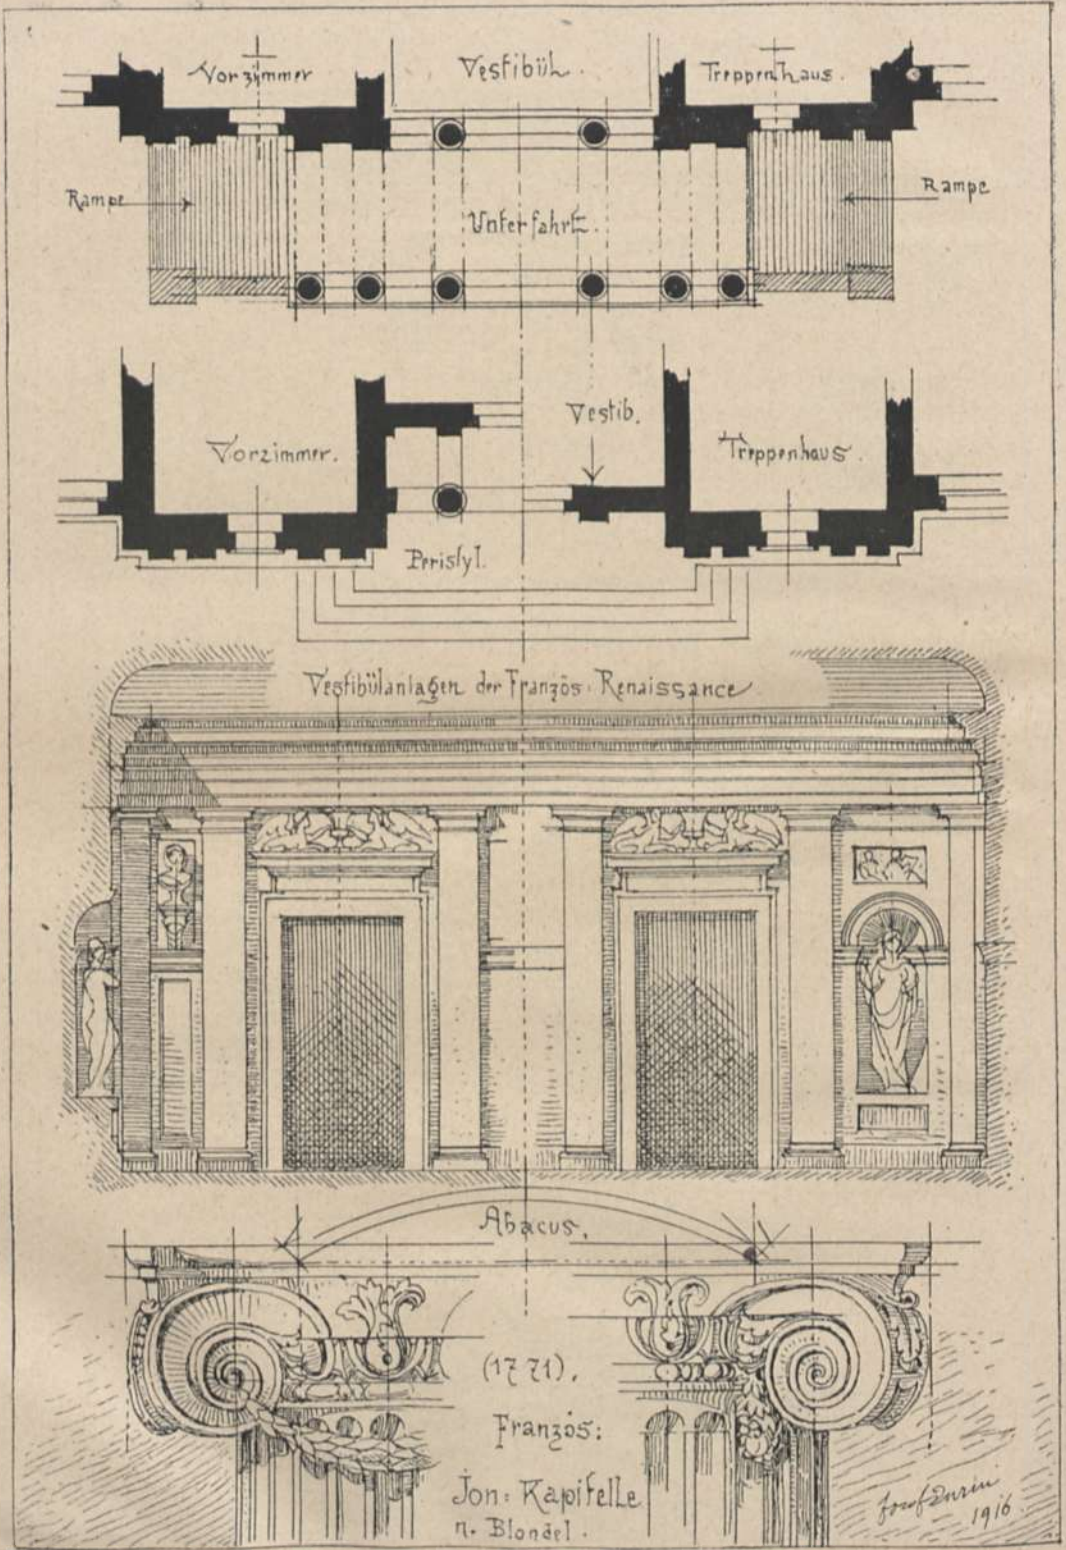 Vorzimmer
Vestibül.
Treppenhaus.
Rampe
Rampe
Unterfahrt.
Vestib.
Vorzimmer.
Treppenhaus.
Peristyl.
Vestibülanlagen der Französ. Renaissance
Abacus.
(1771).
Französ:
Jon: Kapitelle
n. Blondel.
1916